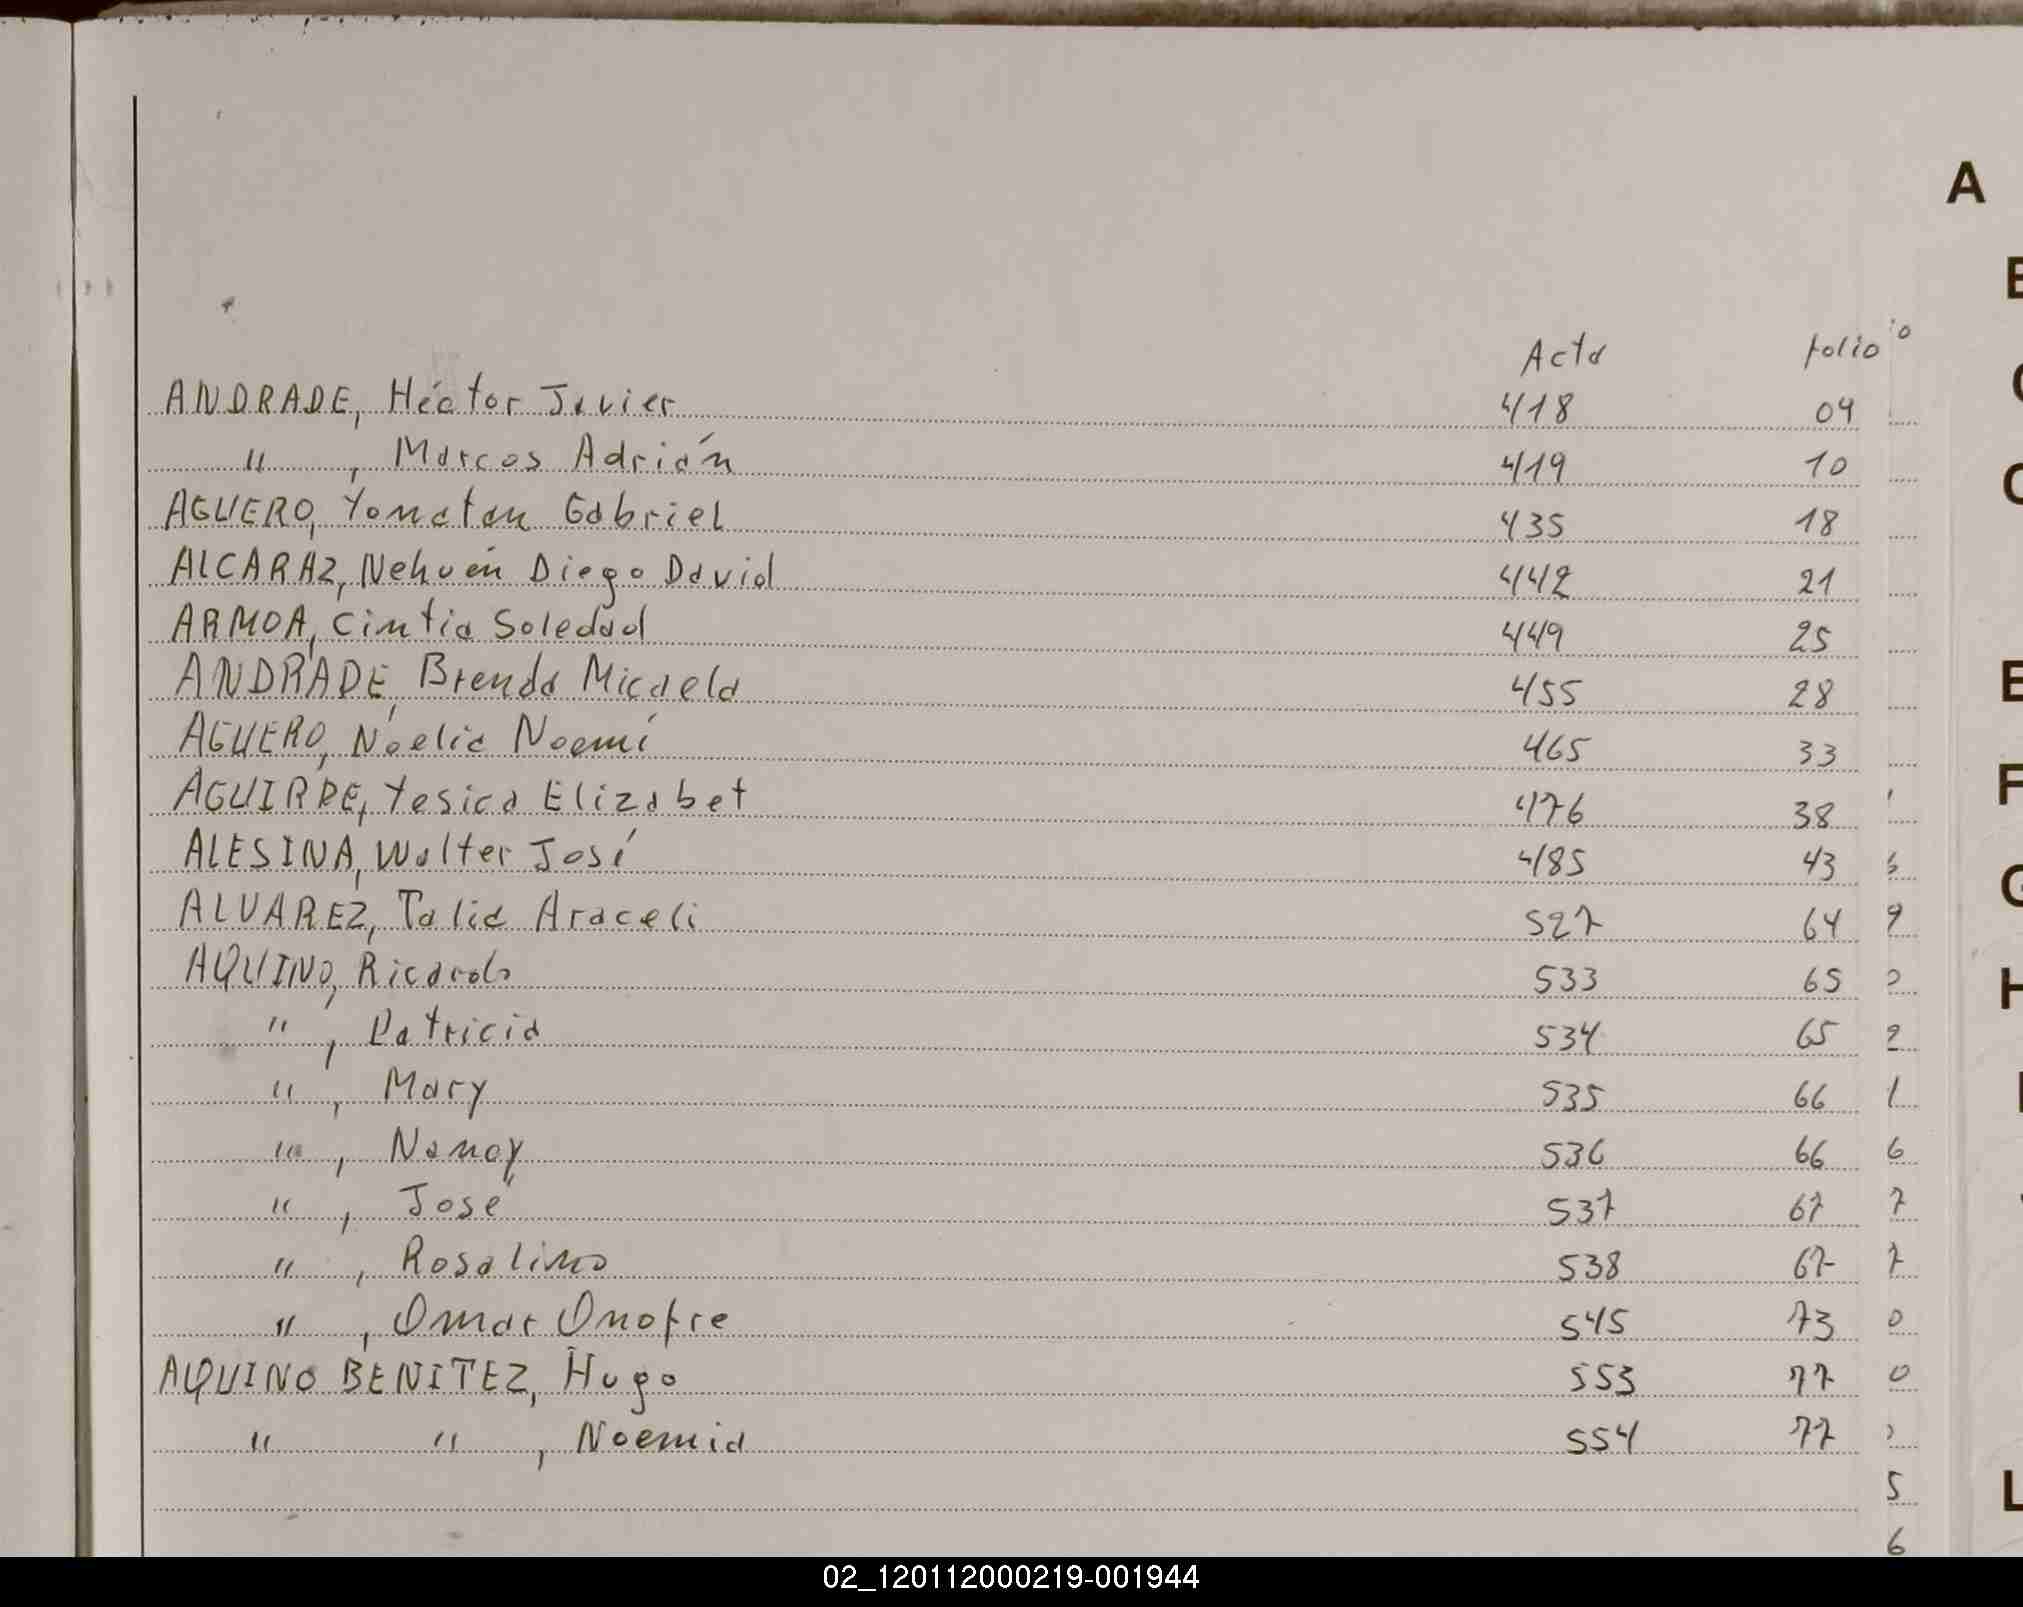 A
Acta folio
ANDRADE, Héctor Javier 418 09
" , Marcos Adrián 419 10
AGUERO, Yonatan Gabriel 435 18
ALCARAZ, Nehuén Diego David 442 21
ARMOA, Cintia Soledad 449 25
ANDRADE, Brenda Micaela 455 28
AGUERO, Noelia Noemí 465 33
AGUIRRE, Yesica Elizabet 476 38
ALESINA, Walter José 485 43
ALVAREZ, Talia Araceli 527 64
AQUINO, Ricardo 533 65
" , Patricia 534 65
" , Mary 535 66
" , Nancy 536 66
" , José 537 67
" , Rosalino 538 67
" , Omar Onofre 545 73
AQUINO BENITEZ, Hugo 553 77
" " , Noemia 554 77
02_120112000219-001944